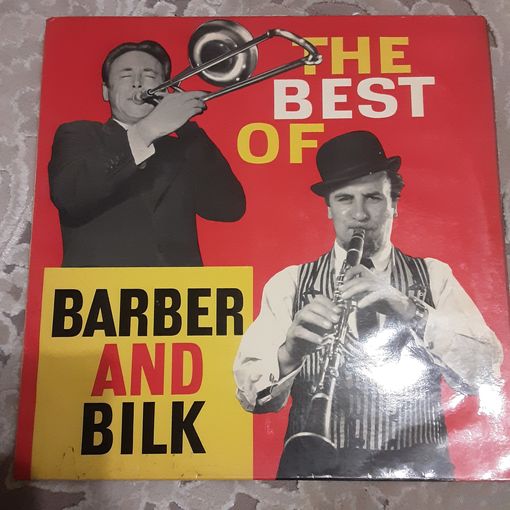 THE
BEST
OF
BARBER
AND
BILK